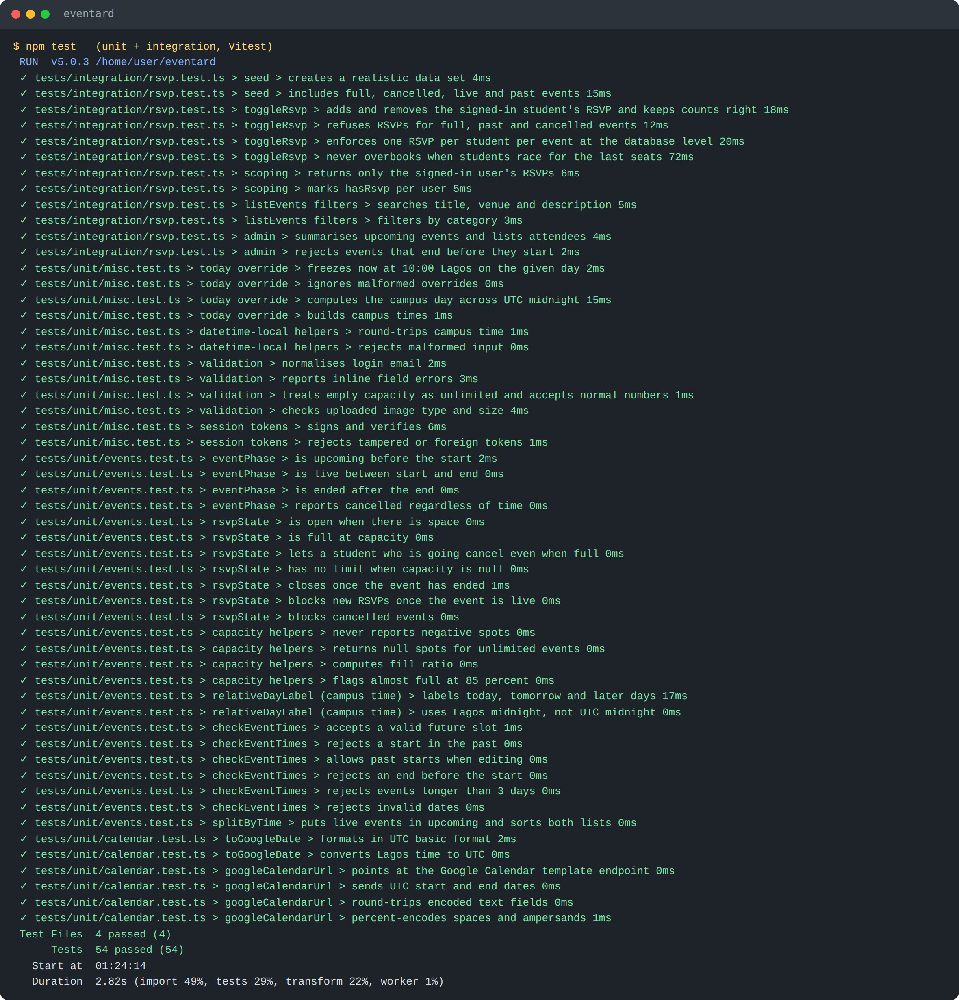 eventard
$ npm test   (unit + integration, Vitest)
RUN  v5.0.3 /home/user/eventard
✓ tests/integration/rsvp.test.ts > seed > creates a realistic data set 4ms
✓ tests/integration/rsvp.test.ts > seed > includes full, cancelled, live and past events 15ms
✓ tests/integration/rsvp.test.ts > toggleRsvp > adds and removes the signed-in student's RSVP and keeps counts right 18ms
✓ tests/integration/rsvp.test.ts > toggleRsvp > refuses RSVPs for full, past and cancelled events 12ms
✓ tests/integration/rsvp.test.ts > toggleRsvp > enforces one RSVP per student per event at the database level 20ms
✓ tests/integration/rsvp.test.ts > toggleRsvp > never overbooks when students race for the last seats 72ms
✓ tests/integration/rsvp.test.ts > scoping > returns only the signed-in user's RSVPs 6ms
✓ tests/integration/rsvp.test.ts > scoping > marks hasRsvp per user 5ms
✓ tests/integration/rsvp.test.ts > listEvents filters > searches title, venue and description 5ms
✓ tests/integration/rsvp.test.ts > listEvents filters > filters by category 3ms
✓ tests/integration/rsvp.test.ts > admin > summarises upcoming events and lists attendees 4ms
✓ tests/integration/rsvp.test.ts > admin > rejects events that end before they start 2ms
✓ tests/unit/misc.test.ts > today override > freezes now at 10:00 Lagos on the given day 2ms
✓ tests/unit/misc.test.ts > today override > ignores malformed overrides 0ms
✓ tests/unit/misc.test.ts > today override > computes the campus day across UTC midnight 15ms
✓ tests/unit/misc.test.ts > today override > builds campus times 1ms
✓ tests/unit/misc.test.ts > datetime-local helpers > round-trips campus time 1ms
✓ tests/unit/misc.test.ts > datetime-local helpers > rejects malformed input 0ms
✓ tests/unit/misc.test.ts > validation > normalises login email 2ms
✓ tests/unit/misc.test.ts > validation > reports inline field errors 3ms
✓ tests/unit/misc.test.ts > validation > treats empty capacity as unlimited and accepts normal numbers 1ms
✓ tests/unit/misc.test.ts > validation > checks uploaded image type and size 4ms
✓ tests/unit/misc.test.ts > session tokens > signs and verifies 6ms
✓ tests/unit/misc.test.ts > session tokens > rejects tampered or foreign tokens 1ms
✓ tests/unit/events.test.ts > eventPhase > is upcoming before the start 2ms
✓ tests/unit/events.test.ts > eventPhase > is live between start and end 0ms
✓ tests/unit/events.test.ts > eventPhase > is ended after the end 0ms
✓ tests/unit/events.test.ts > eventPhase > reports cancelled regardless of time 0ms
✓ tests/unit/events.test.ts > rsvpState > is open when there is space 0ms
✓ tests/unit/events.test.ts > rsvpState > is full at capacity 0ms
✓ tests/unit/events.test.ts > rsvpState > lets a student who is going cancel even when full 0ms
✓ tests/unit/events.test.ts > rsvpState > has no limit when capacity is null 0ms
✓ tests/unit/events.test.ts > rsvpState > closes once the event has ended 1ms
✓ tests/unit/events.test.ts > rsvpState > blocks new RSVPs once the event is live 0ms
✓ tests/unit/events.test.ts > rsvpState > blocks cancelled events 0ms
✓ tests/unit/events.test.ts > capacity helpers > never reports negative spots 0ms
✓ tests/unit/events.test.ts > capacity helpers > returns null spots for unlimited events 0ms
✓ tests/unit/events.test.ts > capacity helpers > computes fill ratio 0ms
✓ tests/unit/events.test.ts > capacity helpers > flags almost full at 85 percent 0ms
✓ tests/unit/events.test.ts > relativeDayLabel (campus time) > labels today, tomorrow and later days 17ms
✓ tests/unit/events.test.ts > relativeDayLabel (campus time) > uses Lagos midnight, not UTC midnight 0ms
✓ tests/unit/events.test.ts > checkEventTimes > accepts a valid future slot 1ms
✓ tests/unit/events.test.ts > checkEventTimes > rejects a start in the past 0ms
✓ tests/unit/events.test.ts > checkEventTimes > allows past starts when editing 0ms
✓ tests/unit/events.test.ts > checkEventTimes > rejects an end before the start 0ms
✓ tests/unit/events.test.ts > checkEventTimes > rejects events longer than 3 days 0ms
✓ tests/unit/events.test.ts > checkEventTimes > rejects invalid dates 0ms
✓ tests/unit/events.test.ts > splitByTime > puts live events in upcoming and sorts both lists 0ms
✓ tests/unit/calendar.test.ts > toGoogleDate > formats in UTC basic format 2ms
✓ tests/unit/calendar.test.ts > toGoogleDate > converts Lagos time to UTC 0ms
✓ tests/unit/calendar.test.ts > googleCalendarUrl > points at the Google Calendar template endpoint 0ms
✓ tests/unit/calendar.test.ts > googleCalendarUrl > sends UTC start and end dates 0ms
✓ tests/unit/calendar.test.ts > googleCalendarUrl > round-trips encoded text fields 0ms
✓ tests/unit/calendar.test.ts > googleCalendarUrl > percent-encodes spaces and ampersands 1ms
Test Files  4 passed (4)
Tests  54 passed (54)
Start at  01:24:14
Duration  2.82s (import 49%, tests 29%, transform 22%, worker 1%)